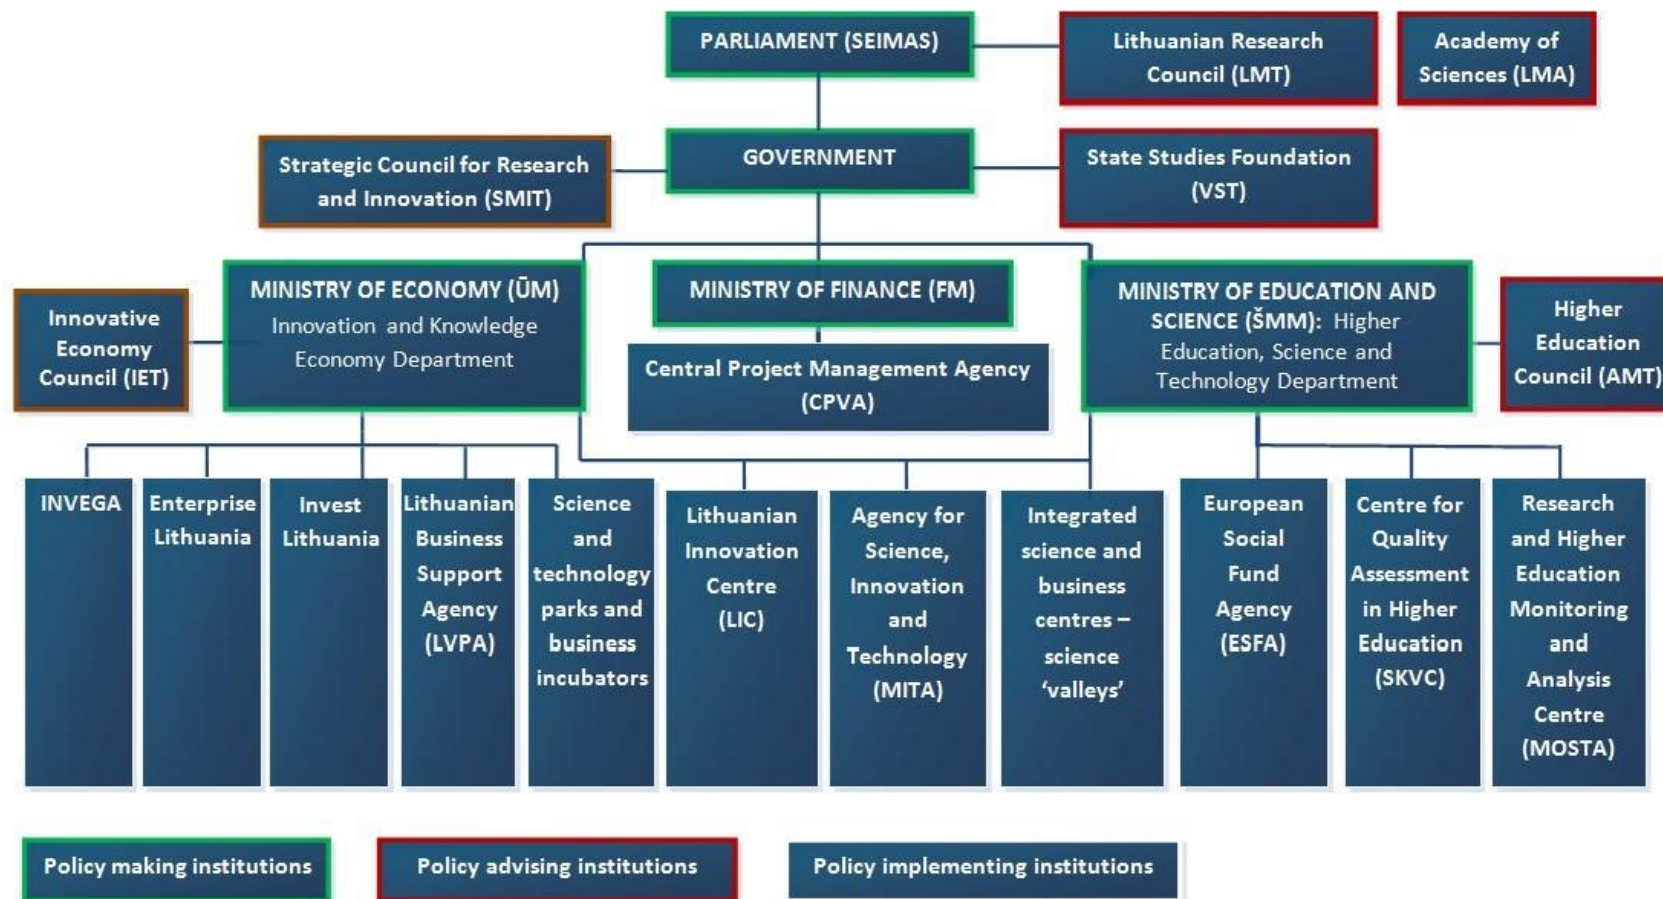 PARLIAMENT (SEIMAS)
Lithuanian Research
Council (LMT)
Academy of
Sciences (LMA)
Strategic Council for Research
and Innovation (SMIT)
GOVERNMENT
State Studies Foundation
(VST)
Innovative
Economy
Council (IET)
MINISTRY OF ECONOMY (ŪM)
Innovation and Knowledge
Economy Department
MINISTRY OF FINANCE (FM)
Central Project Management Agency
(CPVA)
MINISTRY OF EDUCATION AND
SCIENCE (ŠMM): Higher
Education, Science and
Technology Department
Higher
Education
Council (AMT)
INVEGA
Enterprise
Lithuania
Invest
Lithuania
Lithuanian
Business
Support
Agency
(LVPA)
Science
and
technology
parks and
business
incubators
Lithuanian
Innovation
Centre
(LIC)
Agency for
Science,
Innovation
and
Technology
(MITA)
Integrated
science and
business
centres –
science
‘valleys’
European
Social
Fund
Agency
(ESFA)
Centre for
Quality
Assessment
in Higher
Education
(SKVC)
Research
and Higher
Education
Monitoring
and
Analysis
Centre
(MOSTA)
Policy making institutions
Policy advising institutions
Policy implementing institutions